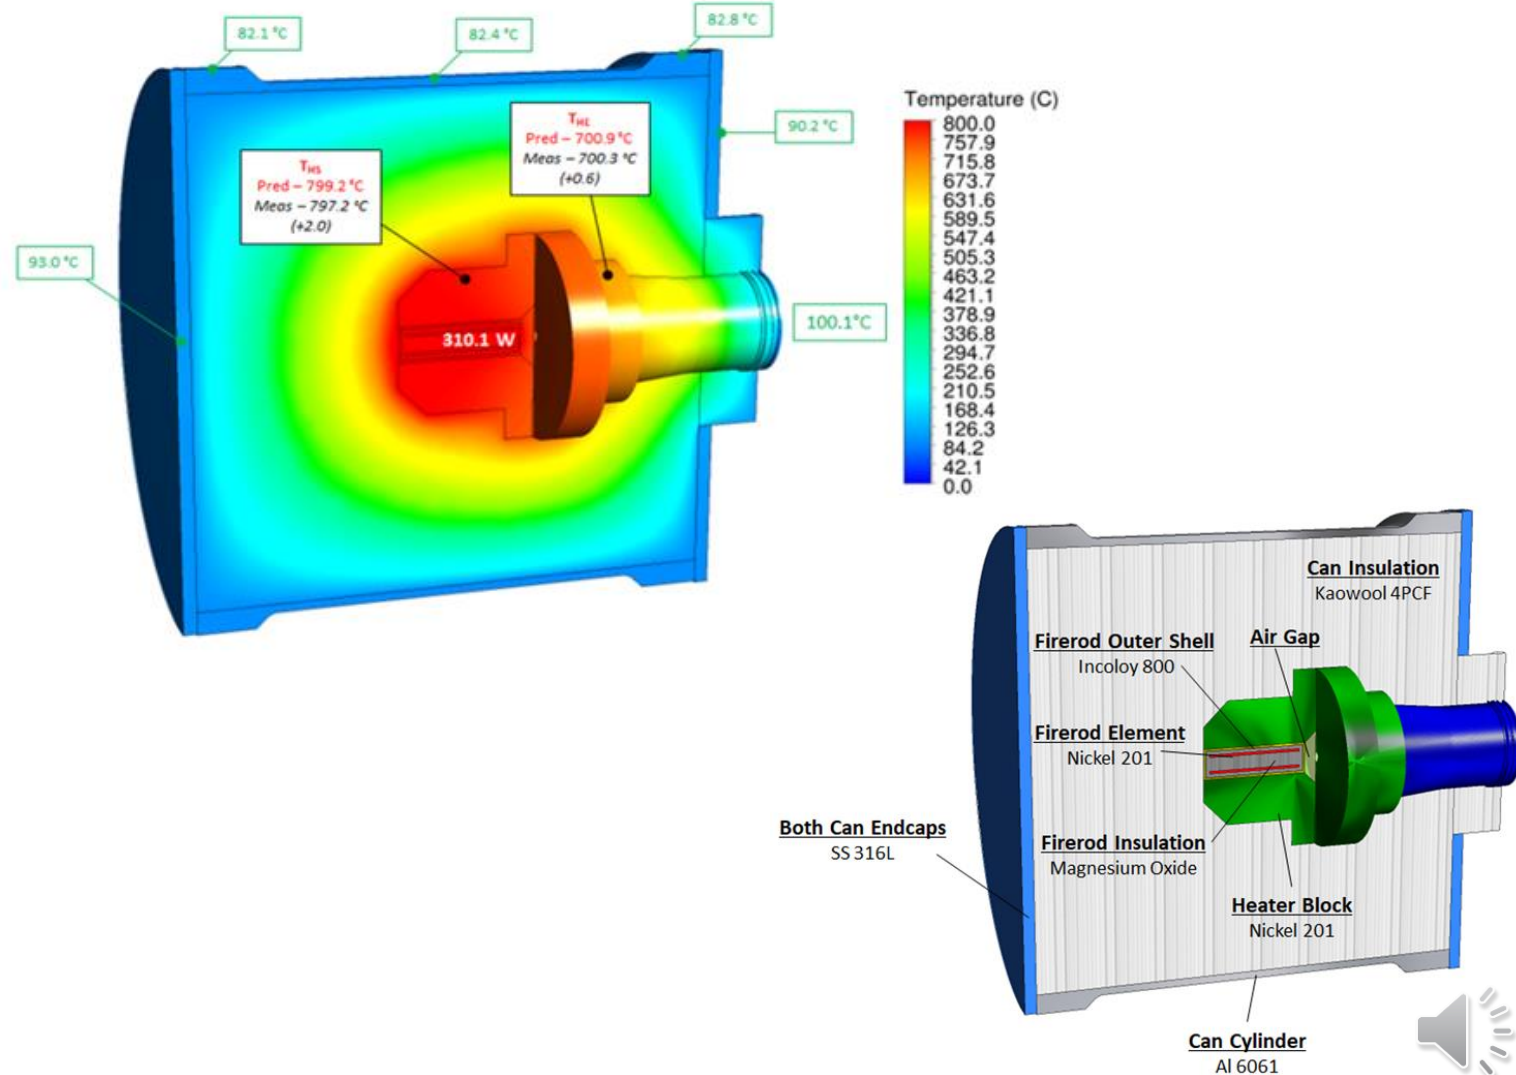 82.1 °C
82.4 °C
82.8 °C
T_HS
Pred – 799.2 °C
Meas – 797.2 °C
(+2.0)
T_HE
Pred – 700.9 °C
Meas – 700.3 °C
(+0.6)
90.2 °C
93.0 °C
310.1 W
100.1°C
Temperature (C)
800.0
757.9
715.8
673.7
631.6
589.5
547.4
505.3
463.2
421.1
378.9
336.8
294.7
252.6
210.5
168.4
126.3
84.2
42.1
0.0
Can Insulation
Kaowool 4PCF
Firerod Outer Shell
Incoloy 800
Air Gap
Firerod Element
Nickel 201
Both Can Endcaps
SS 316L
Firerod Insulation
Magnesium Oxide
Heater Block
Nickel 201
Can Cylinder
Al 6061